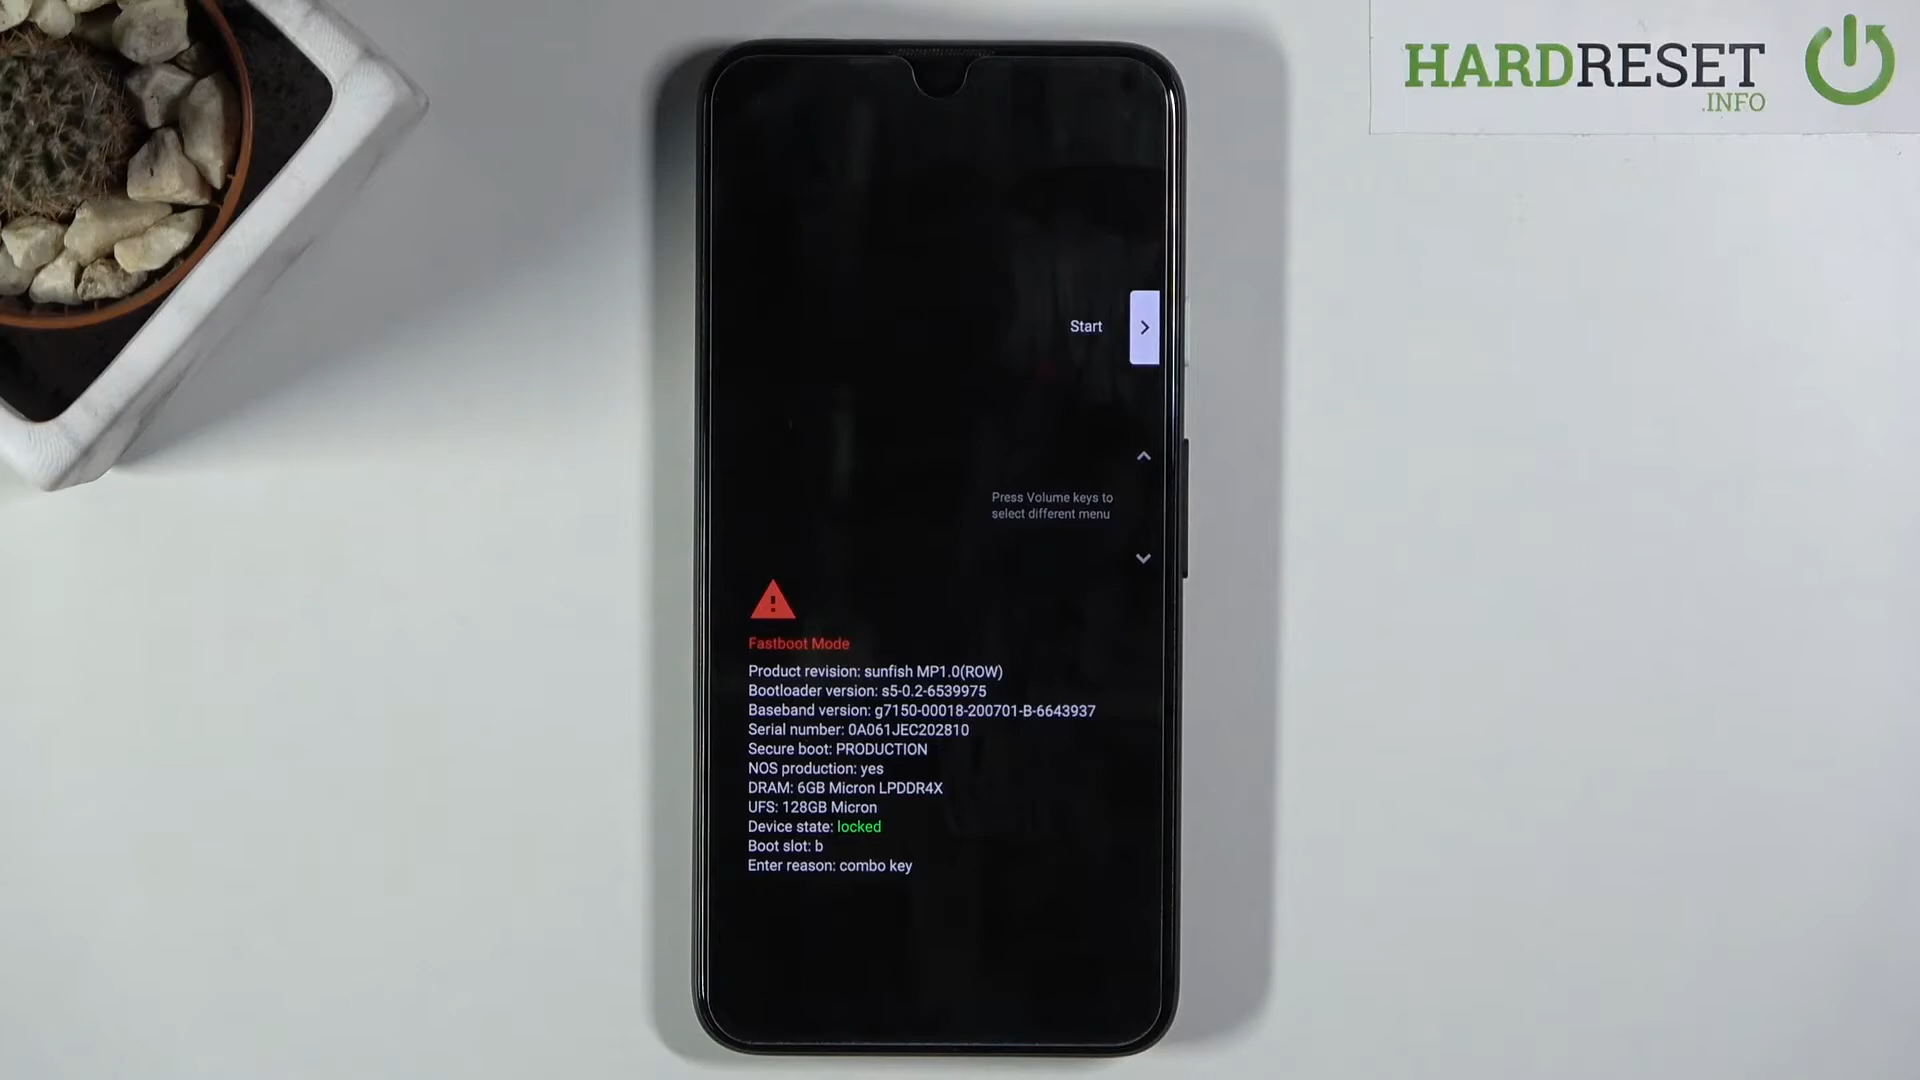 HARDRESET
.INFO
Start
Press Volume keys to
select different menu
Fastboot Mode
Product revision: sunfish MP1.0(ROW)
Bootloader version: s5-0.2-6539975
Baseband version: g7150-00018-200701-B-6643937
Serial number: 0A061JEC202810
Secure boot: PRODUCTION
NOS production: yes
DRAM: 6GB Micron LPDDR4X
UFS: 128GB Micron
Device state: locked
Boot slot: b
Enter reason: combo key